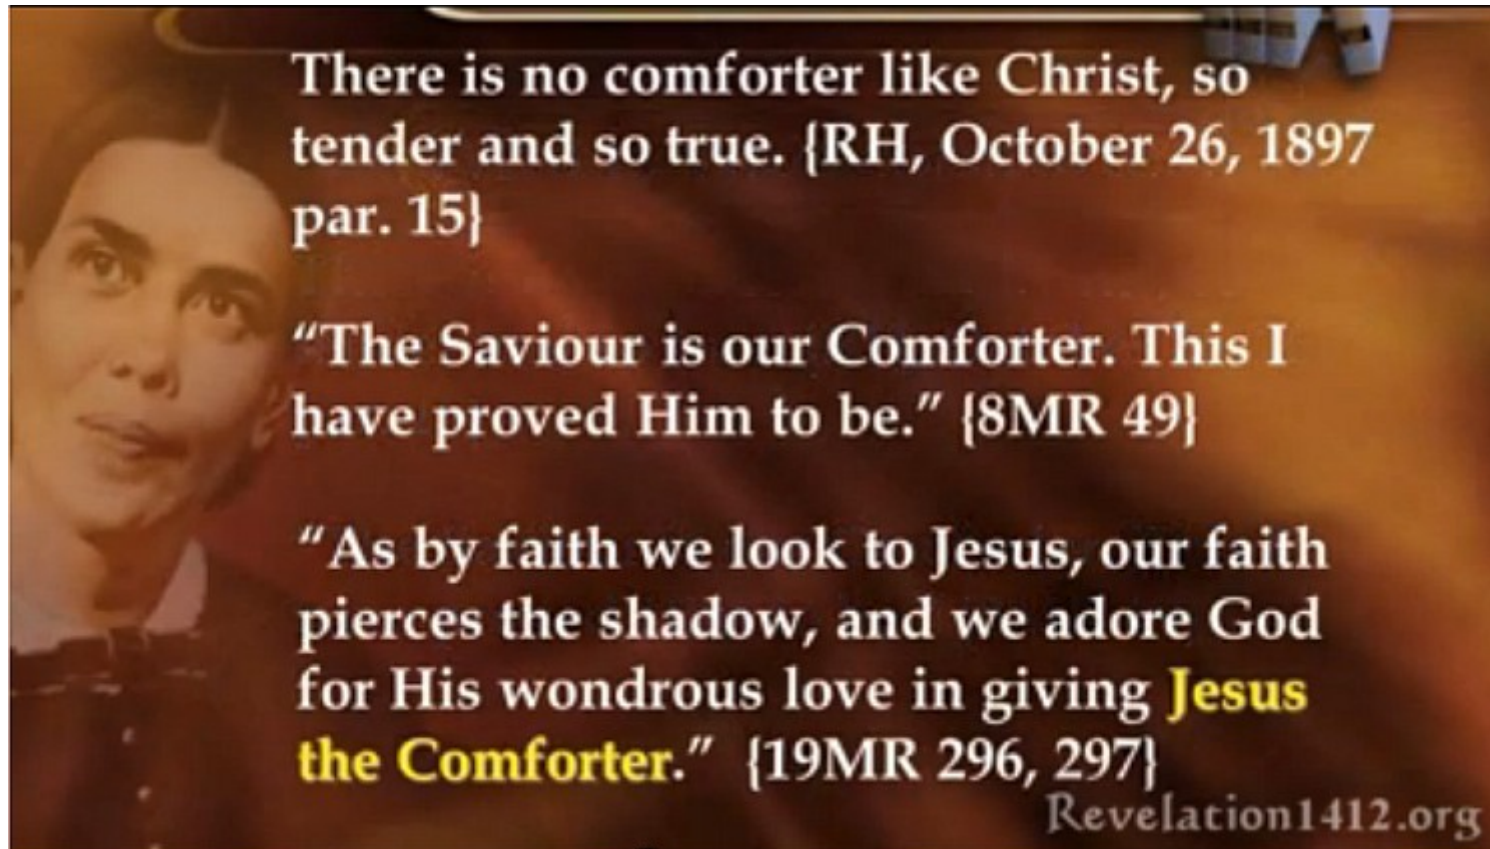 There is no comforter like Christ, so
tender and so true. {RH, October 26, 1897
par. 15}
“The Saviour is our Comforter. This I
have proved Him to be.” {8MR 49}
“As by faith we look to Jesus, our faith
pierces the shadow, and we adore God
for His wondrous love in giving Jesus
the Comforter.” {19MR 296, 297}
Revelation1412.org